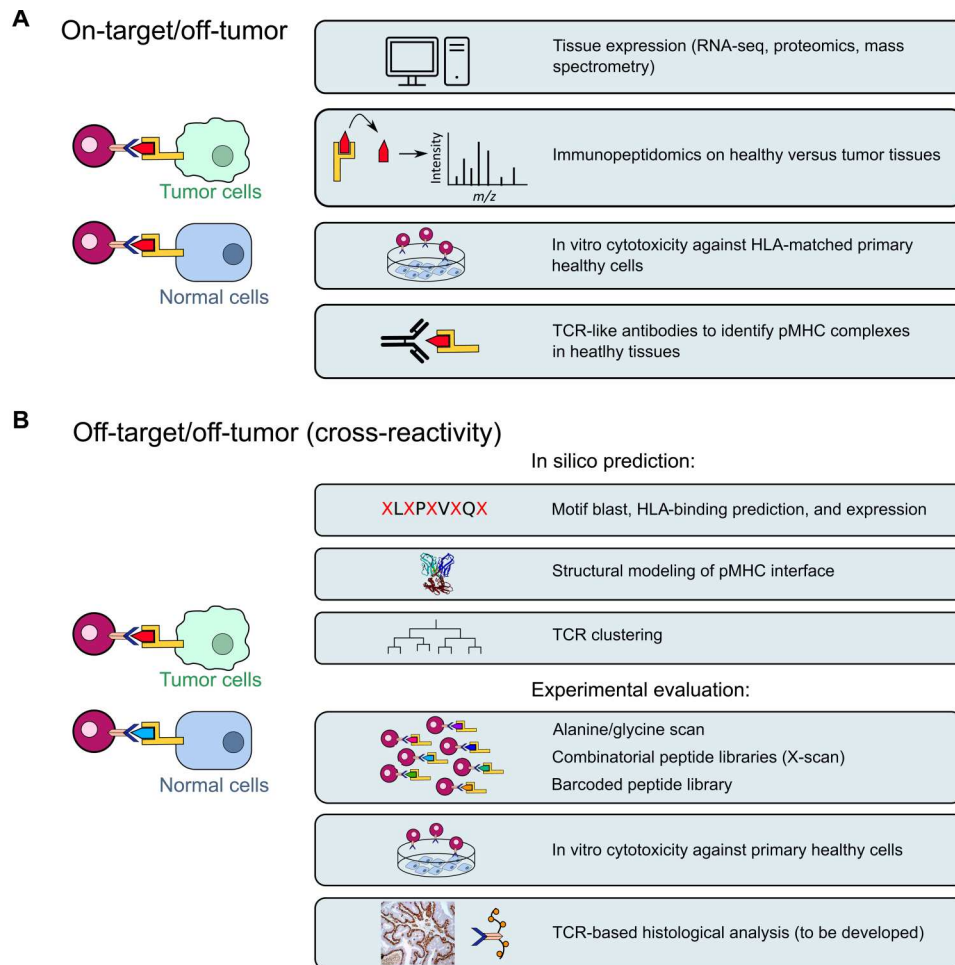 A
On-target/off-tumor
Tissue expression (RNA-seq, proteomics, mass
spectrometry)
Intensity
m/z
Immunopeptidomics on healthy versus tumor tissues
Tumor cells
Normal cells
In vitro cytotoxicity against HLA-matched primary
healthy cells
TCR-like antibodies to identify pMHC complexes
in heatlhy tissues
B
Off-target/off-tumor (cross-reactivity)
In silico prediction:
XLXPXVXQX
Motif blast, HLA-binding prediction, and expression
Structural modeling of pMHC interface
TCR clustering
Tumor cells
Normal cells
Experimental evaluation:
Alanine/glycine scan
Combinatorial peptide libraries (X-scan)
Barcoded peptide library
In vitro cytotoxicity against primary healthy cells
TCR-based histological analysis (to be developed)